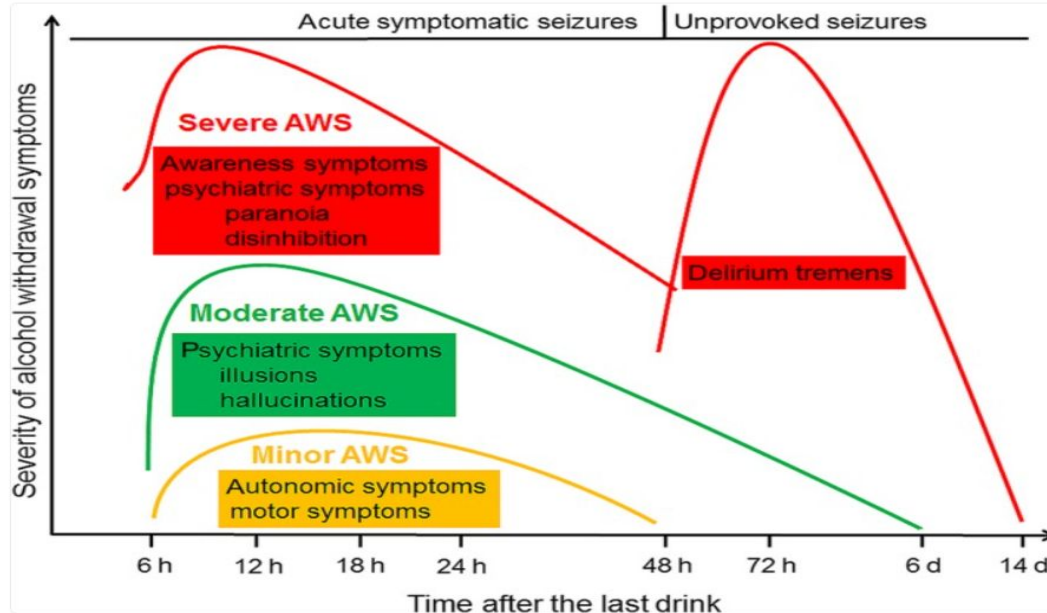 Acute symptomatic seizures
Unprovoked seizures
Severity of alcohol withdrawal symptoms
Severe AWS
Awareness symptoms
psychiatric symptoms
paranoia
disinhibition
Delirium tremens
Moderate AWS
Psychiatric symptoms
illusions
hallucinations
Minor AWS
Autonomic symptoms
motor symptoms
6 h
12 h
18 h
24 h
48 h
72 h
6 d
14 d
Time after the last drink